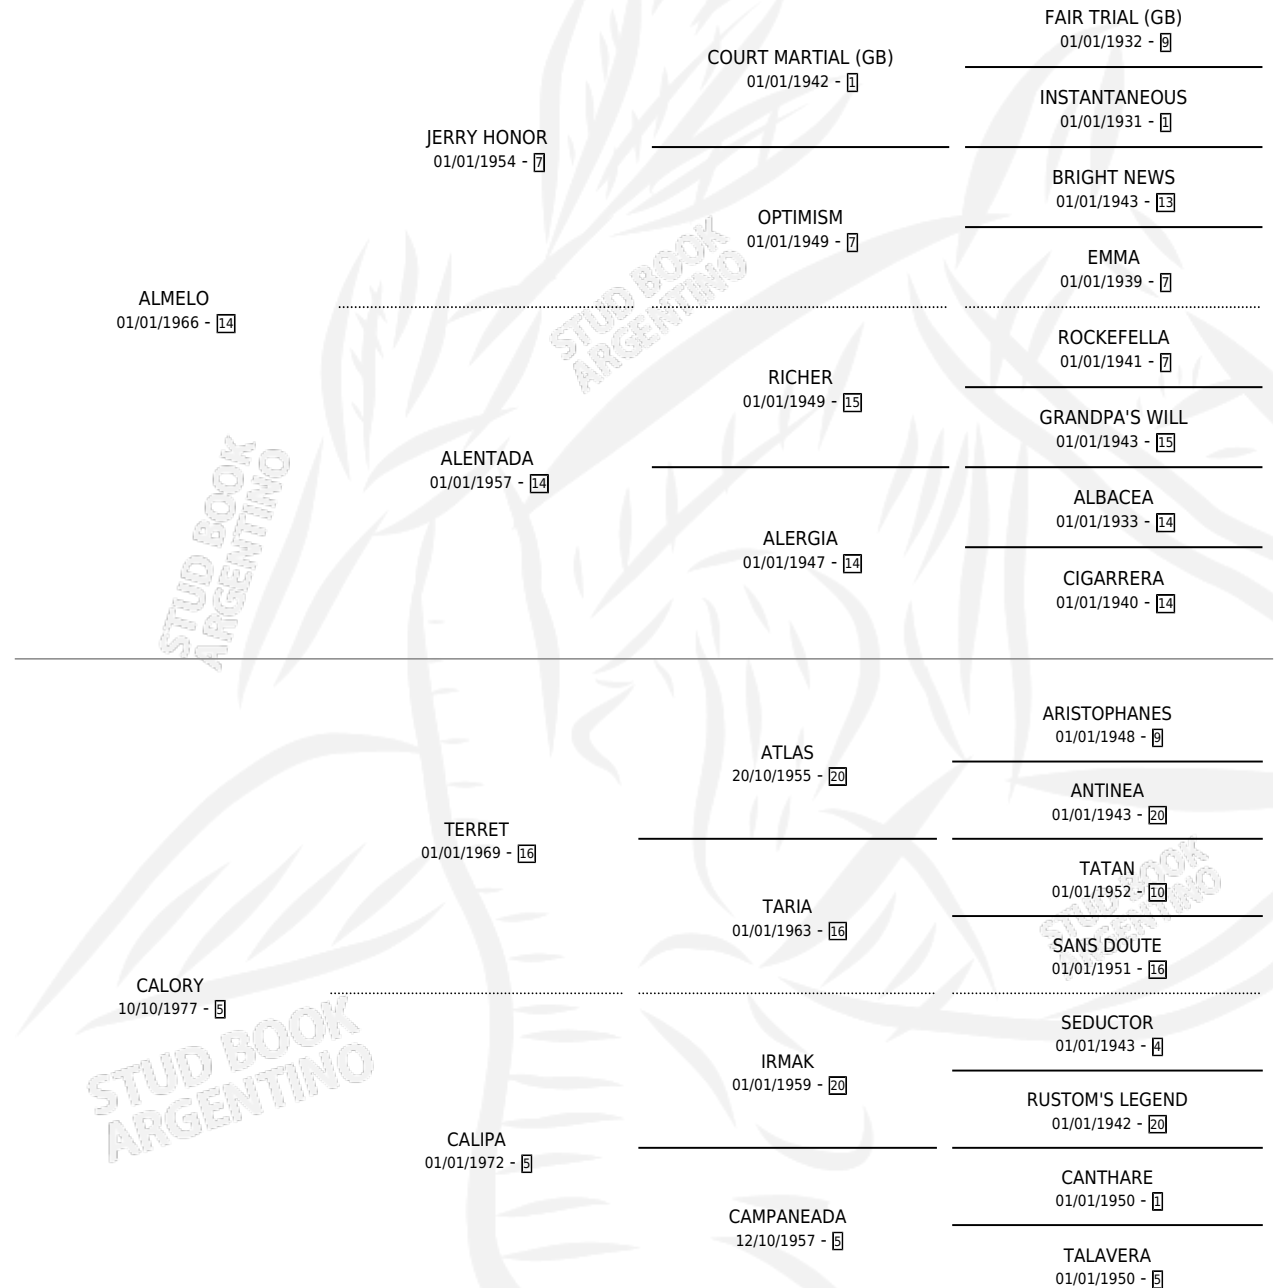 FAIR TRIAL (GB)
01/01/1932 - 9
COURT MARTIAL (GB)
01/01/1942 - 1
INSTANTANEOUS
01/01/1931 - 1
JERRY HONOR
01/01/1954 - 7
BRIGHT NEWS
01/01/1943 - 13
OPTIMISM
01/01/1949 - 7
EMMA
01/01/1939 - 7
ALMELO
01/01/1966 - 14
STUD BOOK
ARGENTINO
ROCKEFELLA
01/01/1941 - 7
RICHER
01/01/1949 - 15
GRANDPA'S WILL
01/01/1943 - 15
ALENTADA
01/01/1957 - 14
ALBACEA
01/01/1933 - 14
ALERGIA
01/01/1947 - 14
CIGARRERA
01/01/1940 - 14
STUD BOOK
ARGENTINO
ARISTOPHANES
01/01/1948 - 9
ATLAS
20/10/1955 - 20
ANTINEA
01/01/1943 - 20
TERRET
01/01/1969 - 16
TATAN
01/01/1952 - 10
TARIA
01/01/1963 - 16
STUD BOOK
ARGENTINO
SANS DOUTE
01/01/1951 - 16
CALORY
10/10/1977 - 5
SEDUCTOR
01/01/1943 - 4
IRMAK
01/01/1959 - 20
RUSTOM'S LEGEND
01/01/1942 - 20
STUD BOOK
ARGENTINO
CALIPA
01/01/1972 - 5
CANTHARE
01/01/1950 - 1
CAMPANEADA
12/10/1957 - 5
TALAVERA
01/01/1950 - 5